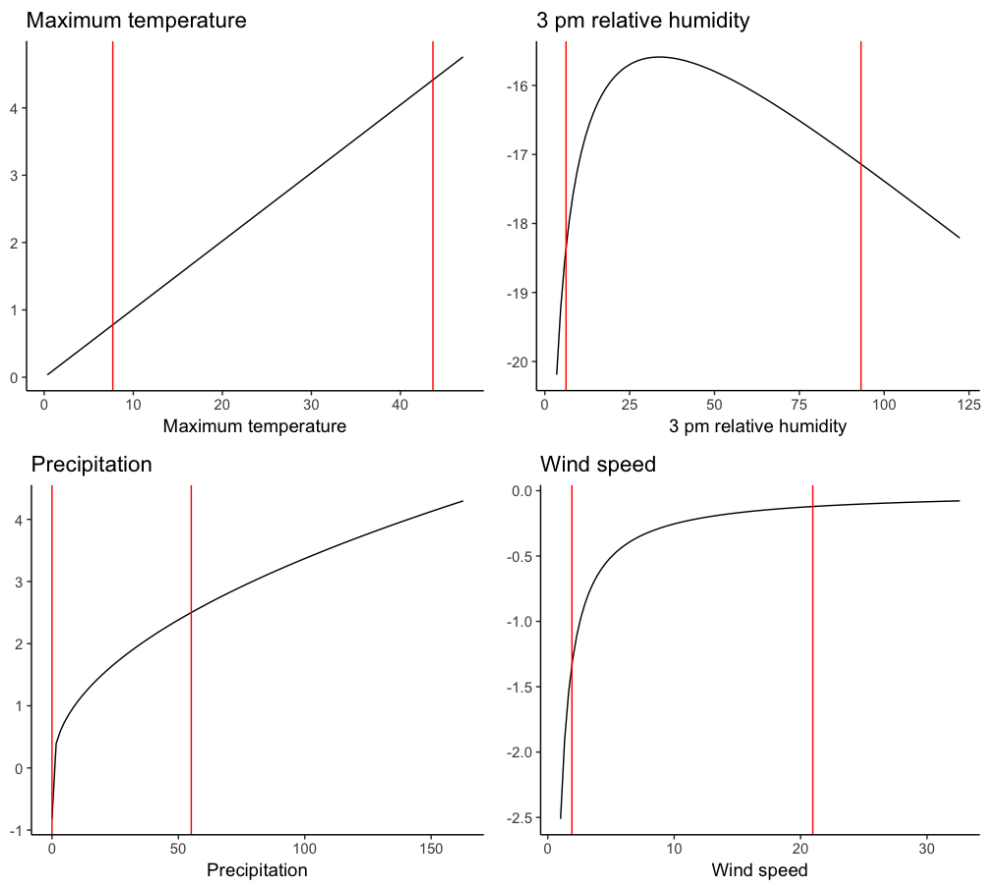 Maximum temperature
4
3
2
1
0
0 10 20 30 40
Maximum temperature
3 pm relative humidity
-16
-17
-18
-19
-20
0 25 50 75 100 125
3 pm relative humidity
Precipitation
4
3
2
1
0
-1
0 50 100 150
Precipitation
Wind speed
0.0
-0.5
-1.0
-1.5
-2.0
-2.5
0 10 20 30
Wind speed